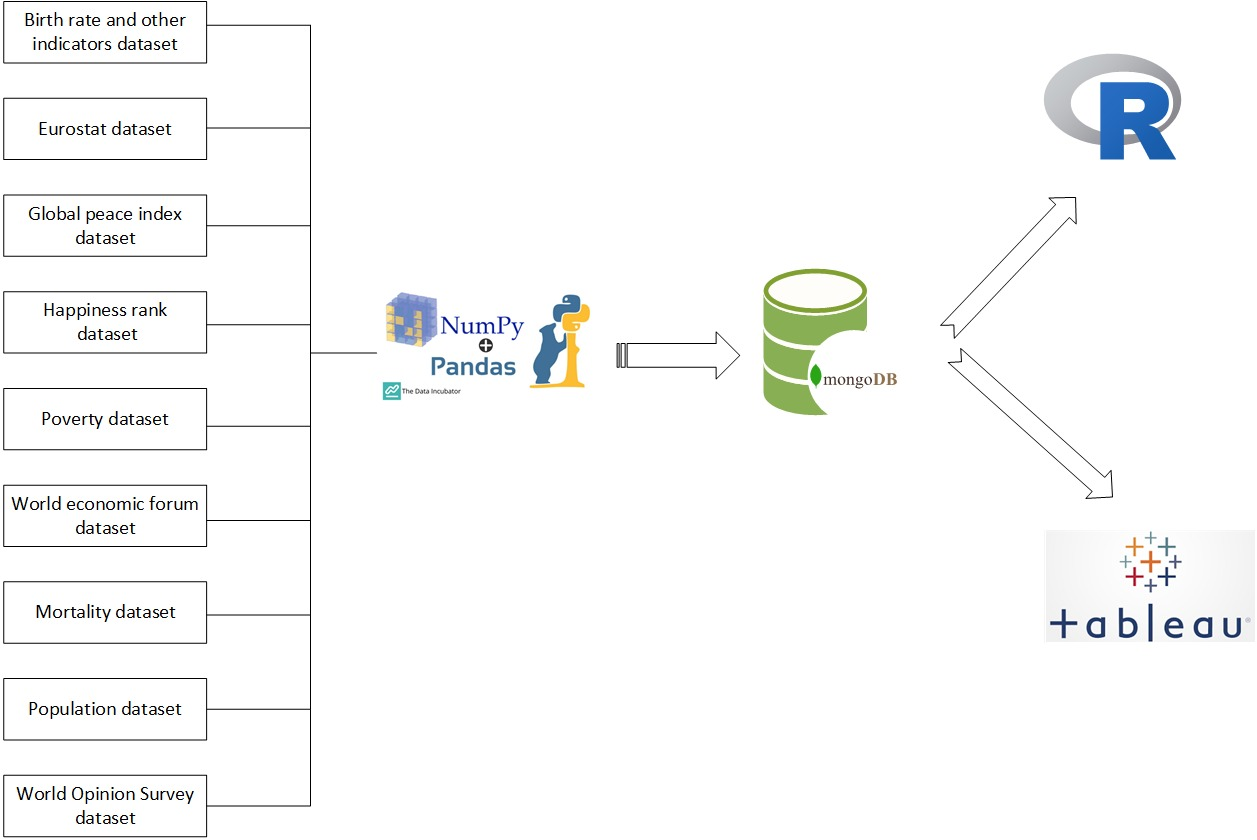 Birth rate and other
indicators dataset
Eurostat dataset
Global peace index
dataset
Happiness rank
dataset
Poverty dataset
World economic forum
dataset
Mortality dataset
Population dataset
World Opinion Survey
dataset
NumPy
+
Pandas
The Data Incubator
mongoDB
R
+ableau